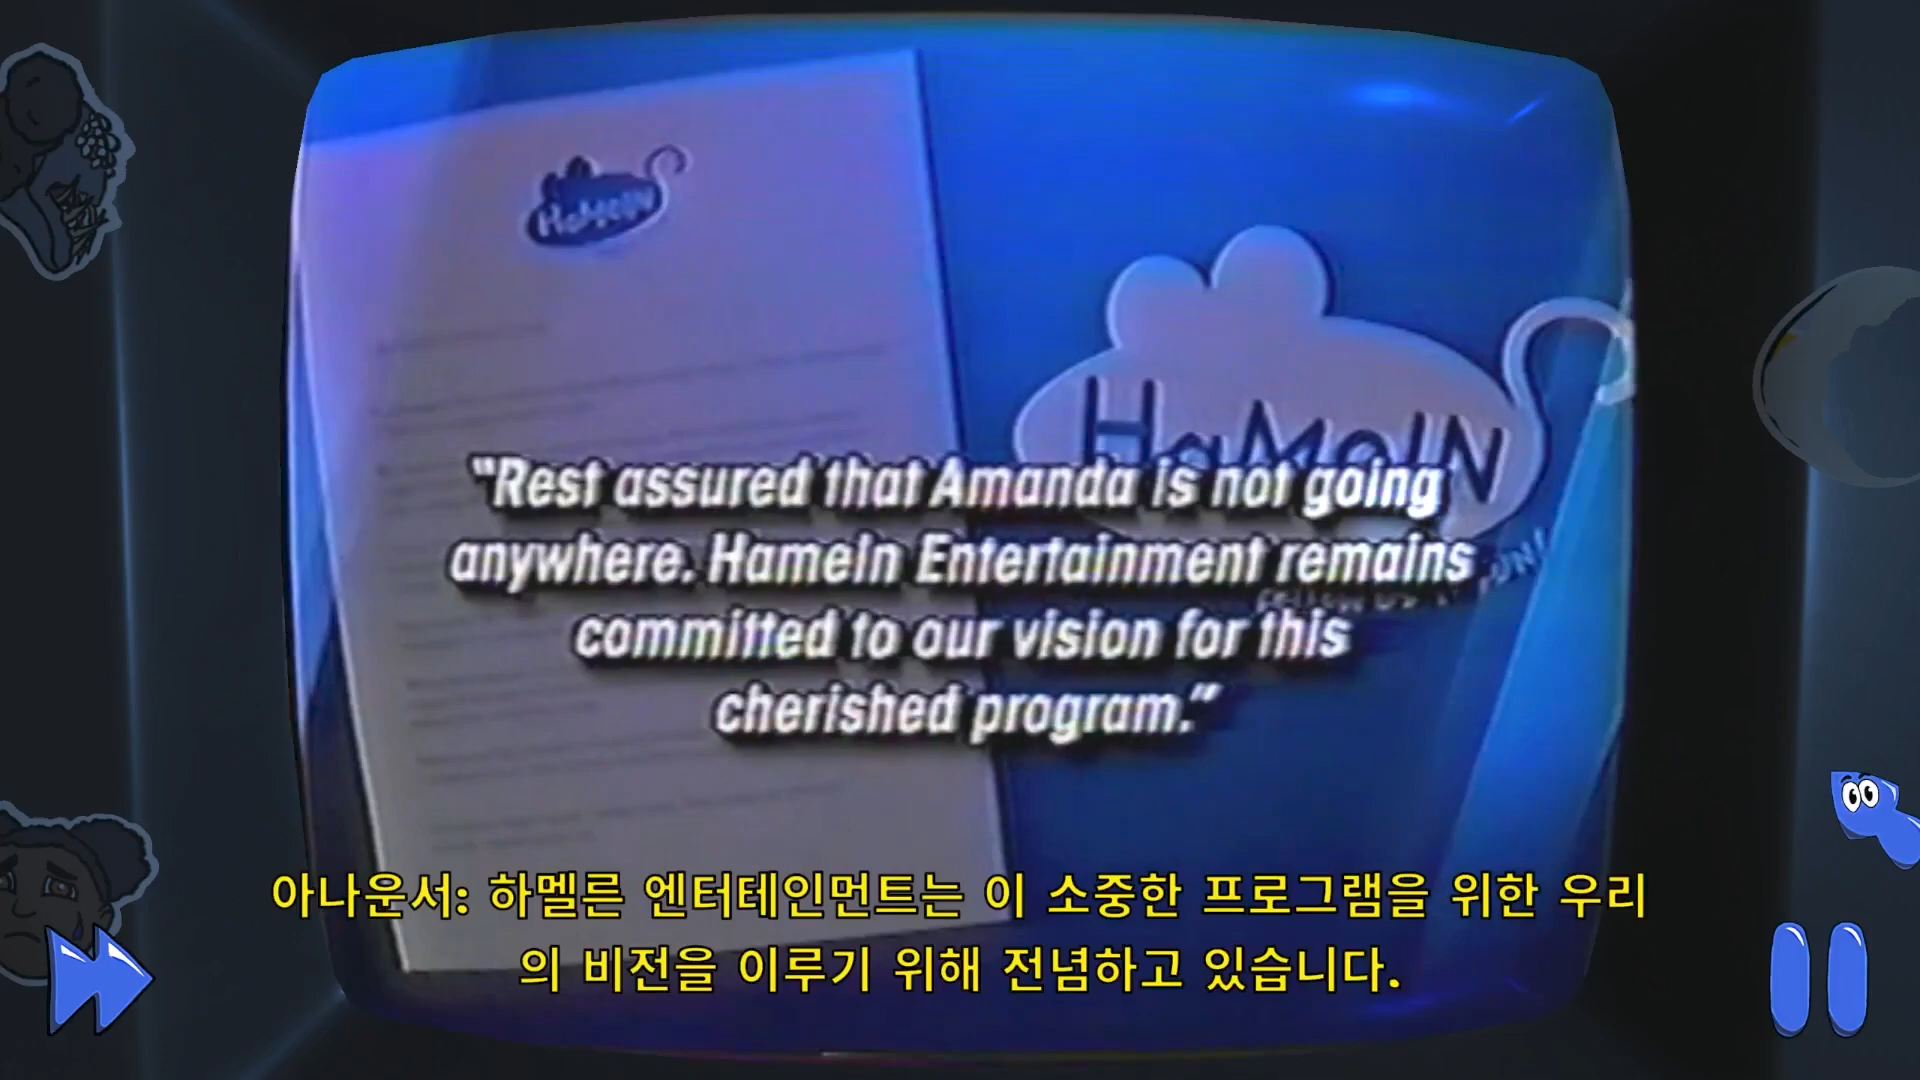 HaMeIN
HaMeIN
"Rest assured that Amanda is not going
anywhere. Hameln Entertainment remains
committed to our vision for this
cherished program."
아나운서: 하멜른 엔터테인먼트는 이 소중한 프로그램을 위한 우리
의 비전을 이루기 위해 전념하고 있습니다.